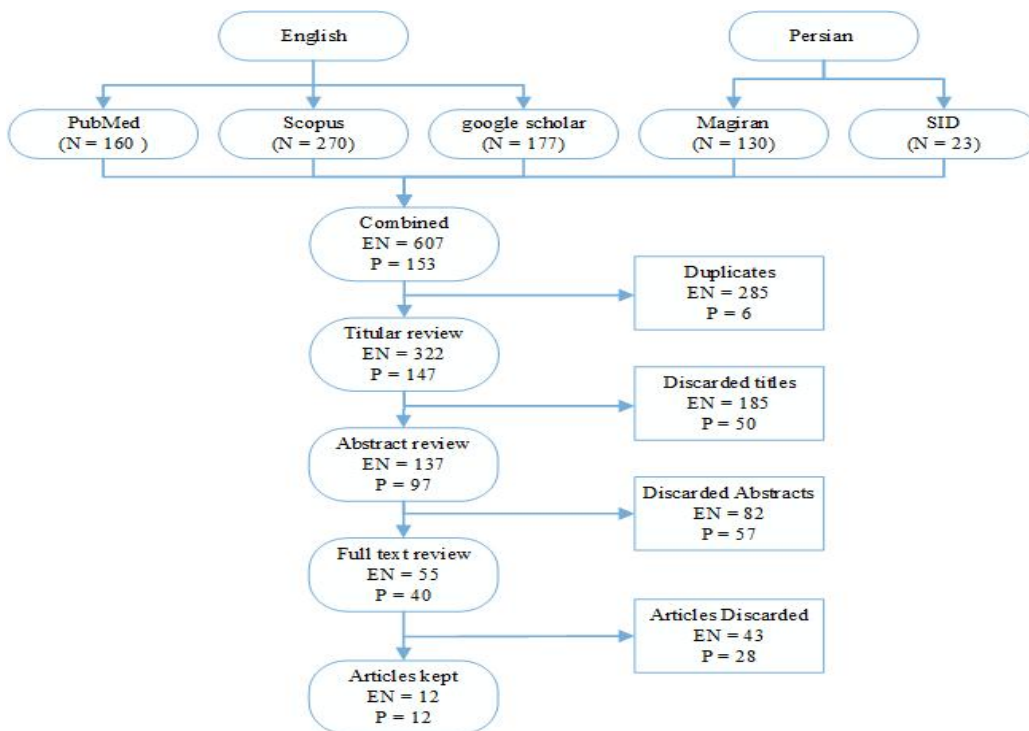 English
Persian
PubMed
(N = 160 )
Scopus
(N = 270)
google scholar
(N = 177)
Magiran
(N = 130)
SID
(N = 23)
Combined
EN = 607
P = 153
Duplicates
EN = 285
P = 6
Titular review
EN = 322
P = 147
Discarded titles
EN = 185
P = 50
Abstract review
EN = 137
P = 97
Discarded Abstracts
EN = 82
P = 57
Full text review
EN = 55
P = 40
Articles Discarded
EN = 43
P = 28
Articles kept
EN = 12
P = 12